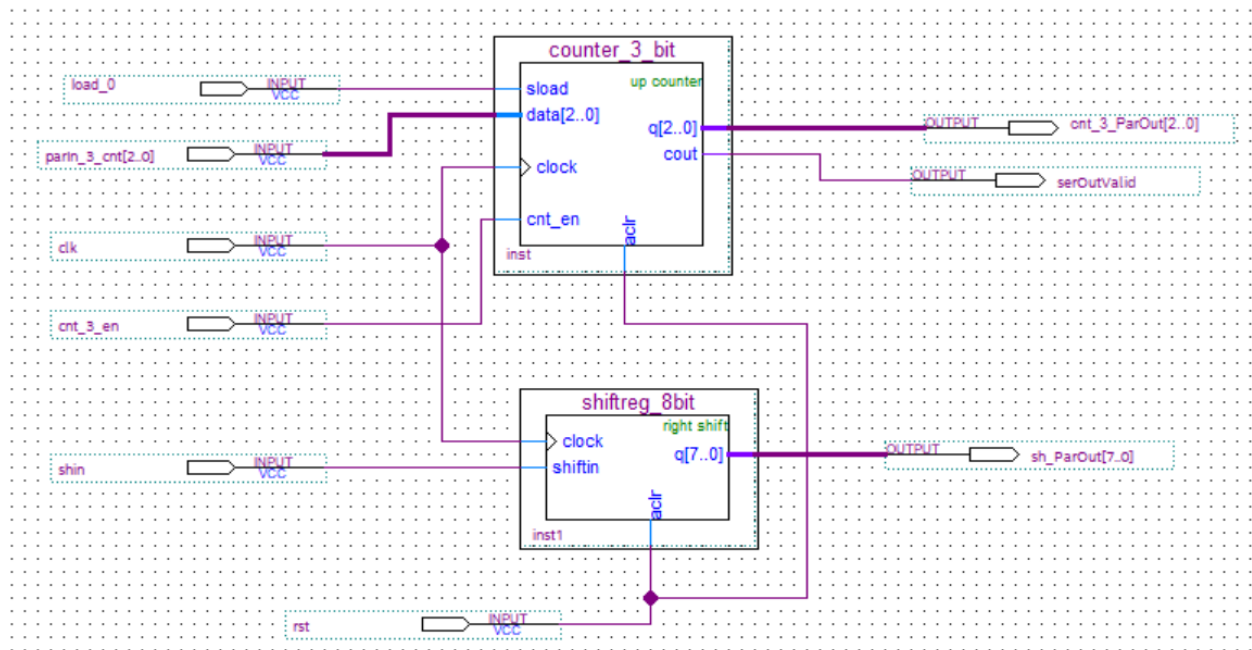 counter_3_bit
load_0
INPUT
VCC
up counter
sload
data[2..0]
q[2..0]
OUTPUT
cnt_3_ParOut[2..0]
parIn_3_cnt[2..0]
INPUT
VCC
cout
clock
OUTPUT
serOutValid
cnt_en
aclr
clk
INPUT
VCC
inst
cnt_3_en
INPUT
VCC
shiftreg_8bit
right shift
clock
q[7..0]
OUTPUT
sh_ParOut[7..0]
shin
INPUT
VCC
shiftin
aclr
inst1
rst
INPUT
VCC